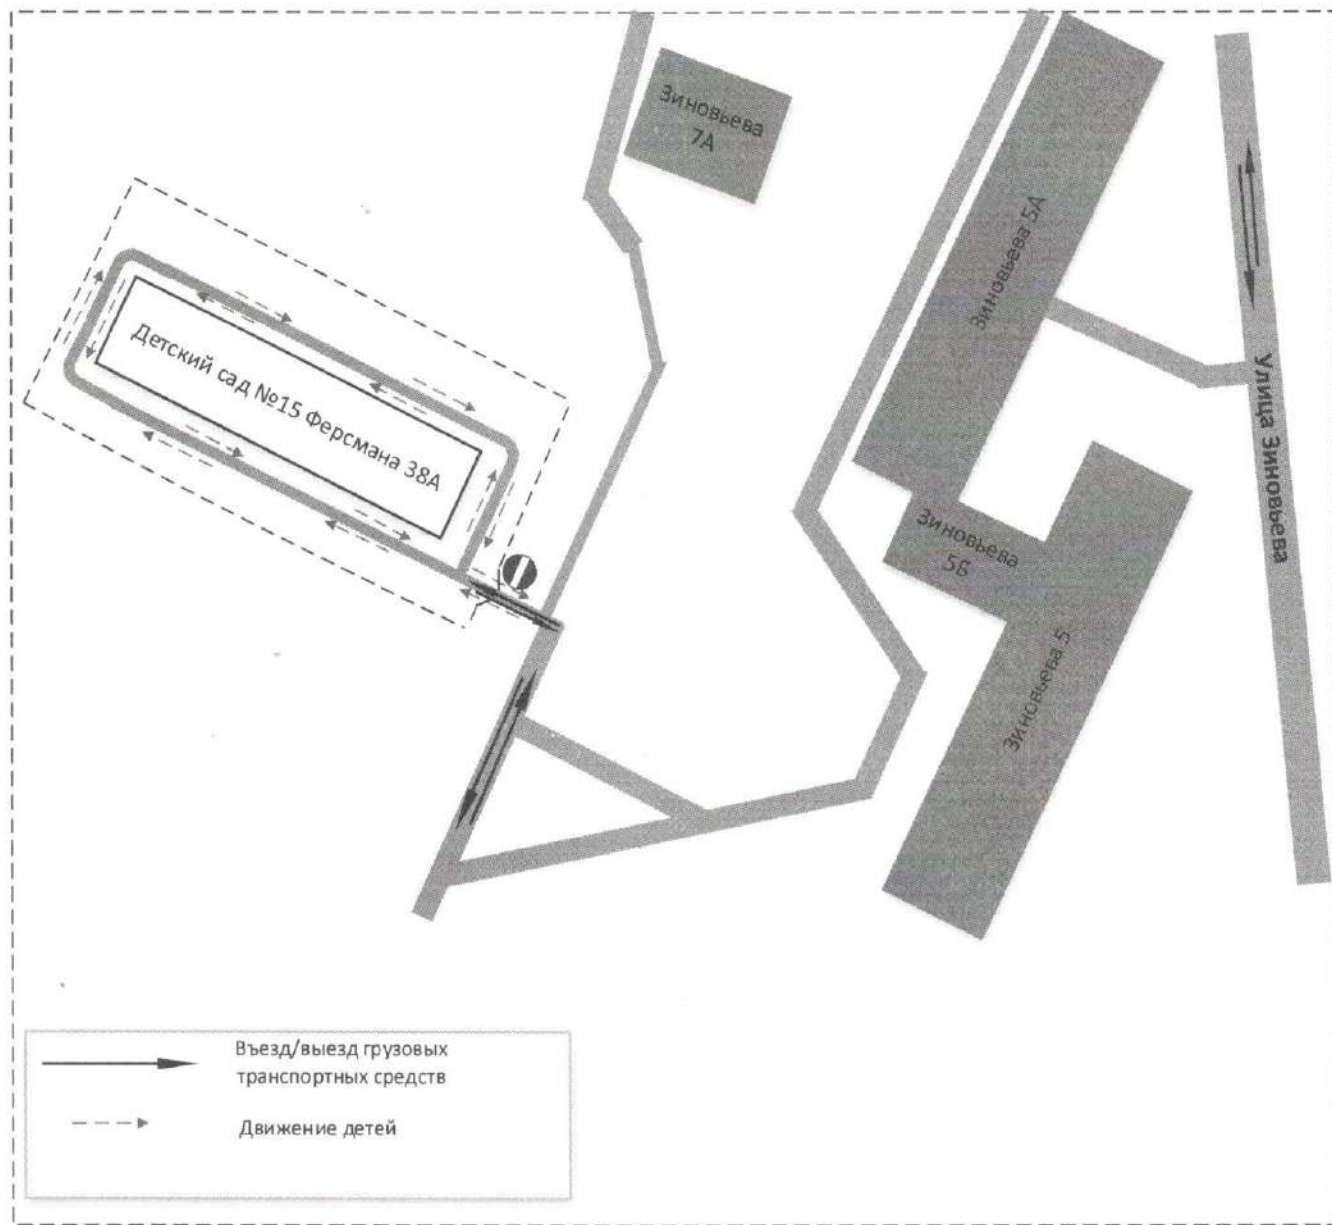 Зиновьева
7А
Зиновьева 5А
Детский сад №15 Ферсмана 38А
Улица Зиновьева
Зиновьева
5Б
Зиновьева 5
Въезд/выезд грузовых
транспортных средств
Движение детей